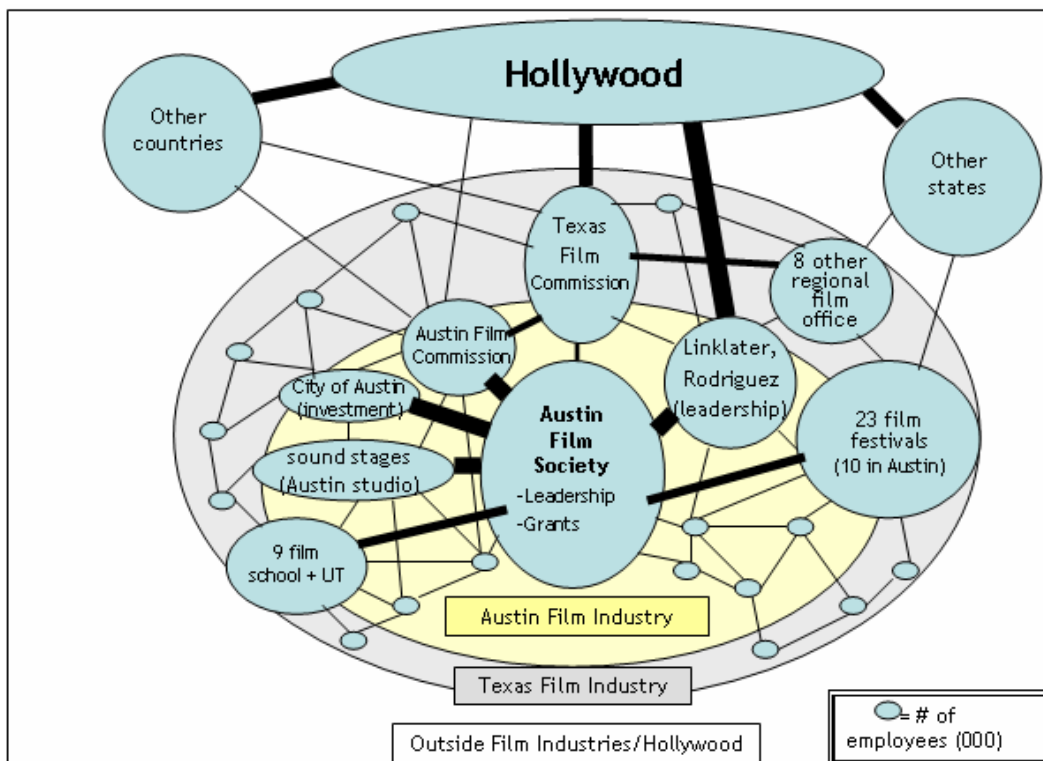 Hollywood
Other
countries
Other
states
Texas
Film
Commission
8 other
regional
film
office
Austin Film
Commission
Linklater,
Rodriguez
(leadership)
City of Austin
(investment)
Austin
Film
Society
-Leadership
-Grants
23 film
festivals
(10 in Austin)
sound stages
(Austin studio)
9 film
school + UT
Austin Film Industry
Texas Film Industry
Outside Film Industries/Hollywood
= # of
employees (000)